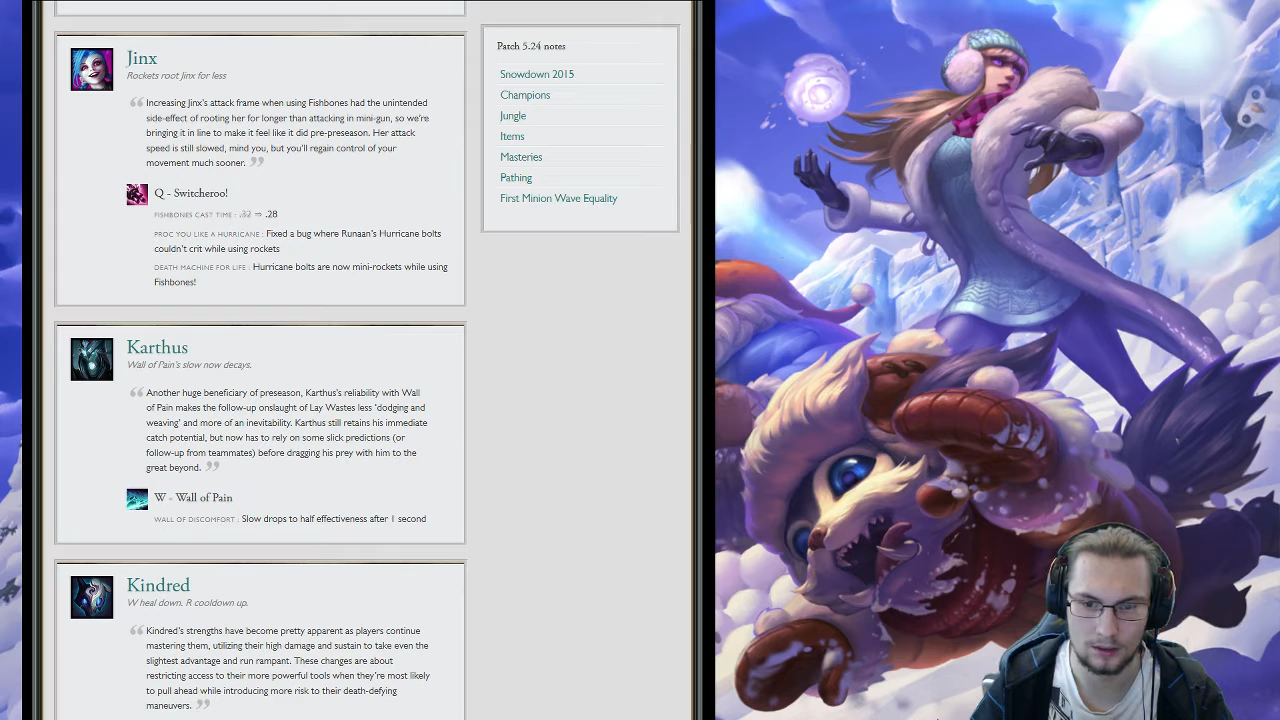 Jinx
Rockets root Jinx for less
Increasing Jinx's attack frame when using Fishbones had the unintended
side-effect of rooting her for longer than attacking in mini-gun, so we're
bringing it in line to make it feel like it did pre-preseason. Her attack
speed is still slowed, mind you, but you'll regain control of your
movement much sooner.
Q - Switcheroo!
FISHBONES CAST TIME : .32 ⇒ .28
PROC YOU LIKE A HURRICANE : Fixed a bug where Runaan's Hurricane bolts
couldn't crit while using rockets
DEATH MACHINE FOR LIFE : Hurricane bolts are now mini-rockets while using
Fishbones!
Karthus
Wall of Pain's slow now decays.
Another huge beneficiary of preseason, Karthus's reliability with Wall
of Pain makes the follow-up onslaught of Lay Wastes less 'dodging and
weaving' and more of an inevitability. Karthus still retains his immediate
catch potential, but now has to rely on some slick predictions (or
follow-up from teammates) before dragging his prey with him to the
great beyond.
W - Wall of Pain
WALL OF DISCOMFORT : Slow drops to half effectiveness after 1 second
Kindred
W heal down. R cooldown up.
Kindred's strengths have become pretty apparent as players continue
mastering them, utilizing their high damage and sustain to take even the
slightest advantage and run rampant. These changes are about
restricting access to their more powerful tools when they're most likely
to pull ahead while introducing more risk to their death-defying
maneuvers.
Patch 5.24 notes
Snowdown 2015
Champions
Jungle
Items
Masteries
Pathing
First Minion Wave Equality